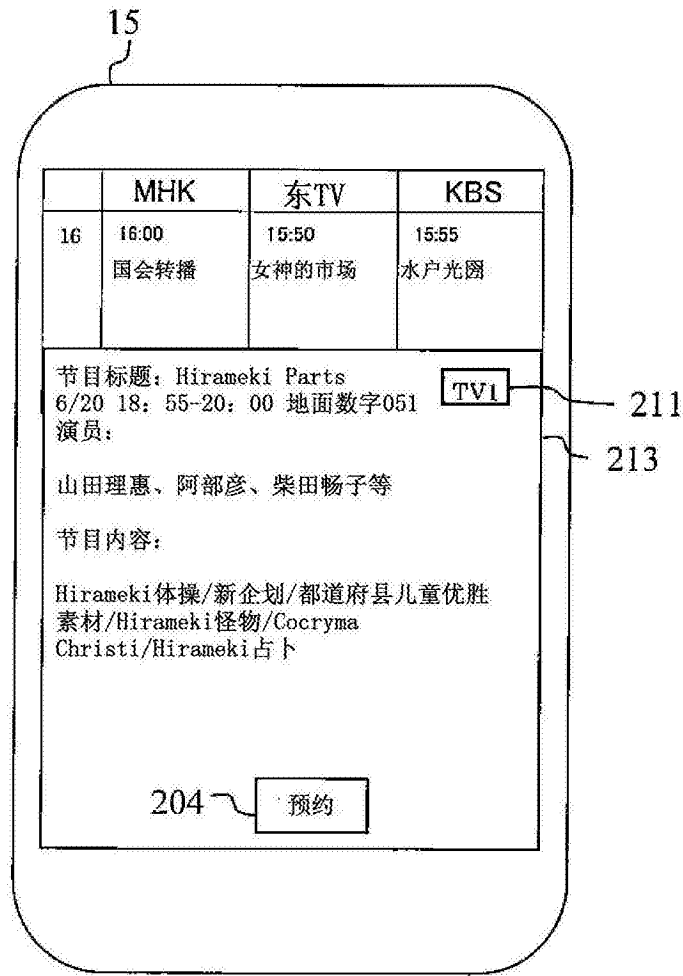 15
MHK 东TV KBS
16 16:00 15:50 15:55
国会转播 女神的市场 水户光圀
节目标题：Hirameki Parts
TV1
211
6/20 18：55-20：00 地面数字051
演员：
213
山田理惠、阿部彦、柴田畅子等
节目内容：
Hirameki体操/新企划/都道府县儿童优胜
素材/Hirameki怪物/Cocryma
Christi/Hirameki占卜
204
预约